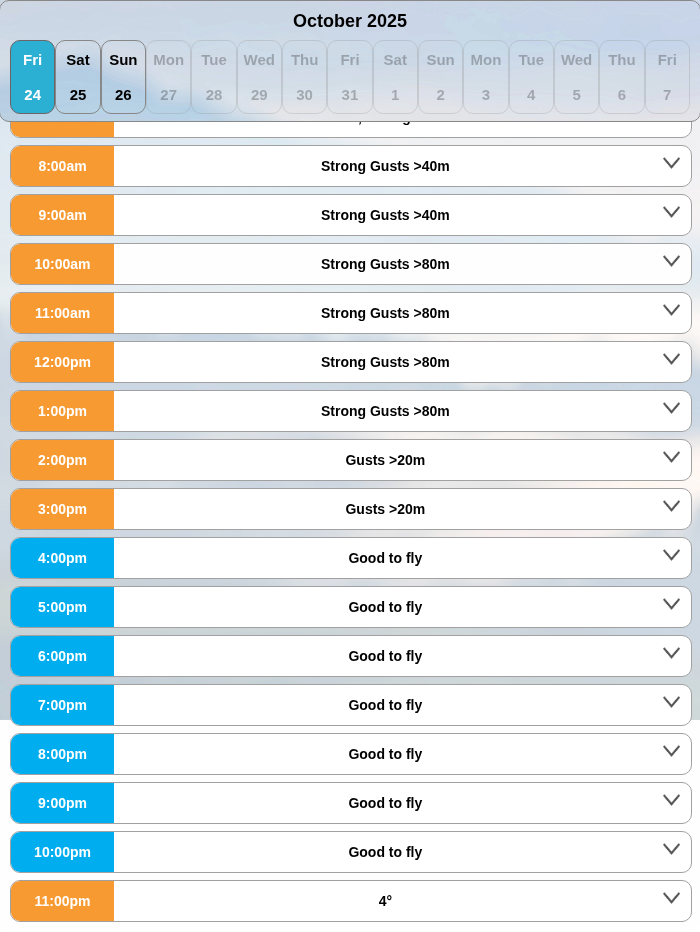 October 2025
Fri Sat Sun Mon Tue Wed Thu Fri Sat Sun Mon Tue Wed Thu Fri
24 25 26 27 28 29 30 31 1 2 3 4 5 6 7
8:00am Strong Gusts >40m
9:00am Strong Gusts >40m
10:00am Strong Gusts >80m
11:00am Strong Gusts >80m
12:00pm Strong Gusts >80m
1:00pm Strong Gusts >80m
2:00pm Gusts >20m
3:00pm Gusts >20m
4:00pm Good to fly
5:00pm Good to fly
6:00pm Good to fly
7:00pm Good to fly
8:00pm Good to fly
9:00pm Good to fly
10:00pm Good to fly
11:00pm 4°